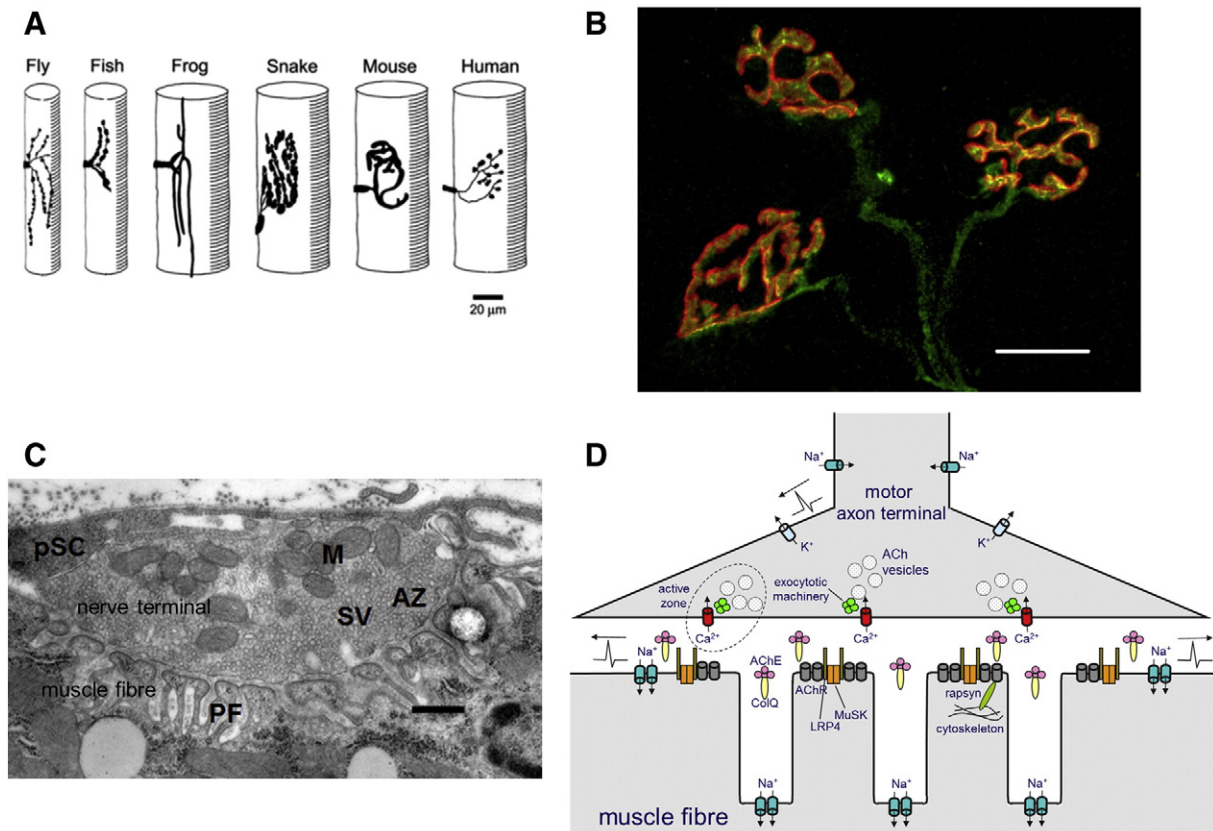 A
Fly Fish Frog Snake Mouse Human
20 μm
B
C
pSC
M
nerve terminal
SV
AZ
muscle fibre
PF
D
Na⁺
Na⁺
motor
axon terminal
K⁺
K⁺
ACh
vesicles
active
zone
exocytotic
machinery
Ca²⁺
Ca²⁺
Ca²⁺
Na⁺
AChE
ColQ
AChR
LRP4
MuSK
rapsyn
cytoskeleton
Na⁺
Na⁺
Na⁺
Na⁺
muscle fibre